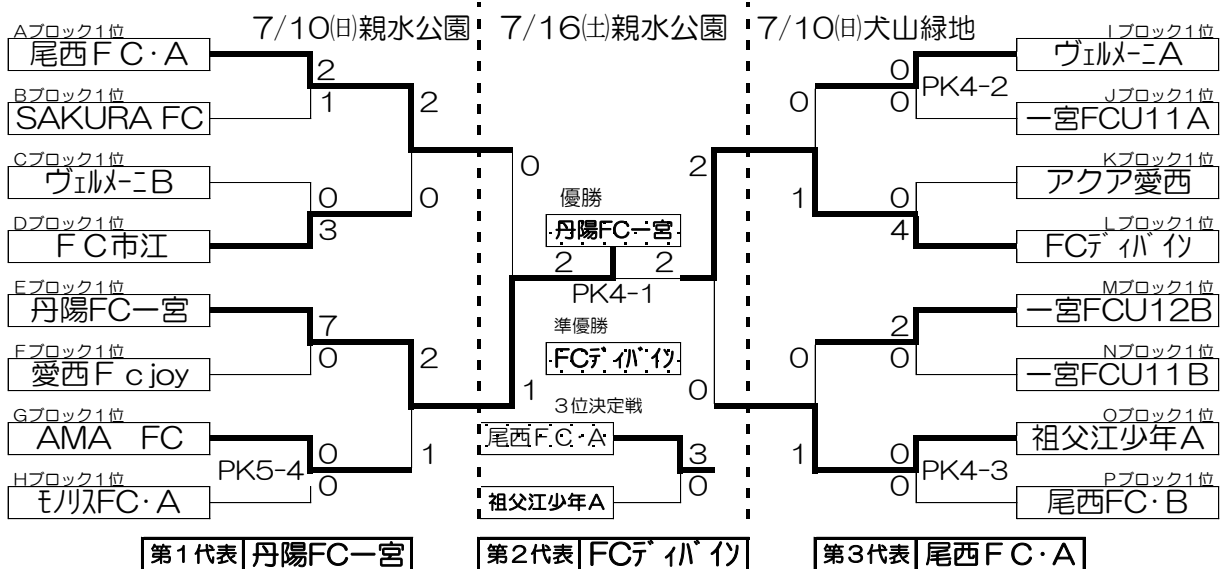 7/10㈰親水公園
7/16㈯親水公園
7/10㈰犬山緑地
Aブロック1位
尾西FC・A
Bブロック1位
SAKURA FC
Cブロック1位
ヴェルメーニB
Dブロック1位
FC市江
Eブロック1位
丹陽FC一宮
Fブロック1位
愛西Fcjoy
Gブロック1位
AMA FC
Hブロック1位
モノリスFC・A
2
1
0
3
7
0
PK5-4
0
0
2
0
2
1
0
1
優勝
丹陽FC一宮
2
2
PK4-1
準優勝
FCディバイン
3位決定戦
尾西FC・A
3
0
祖父江少年A
2
0
0
1
0
1
0
PK4-2
0
0
4
2
0
0
PK4-3
0
Iブロック1位
ヴェルメーニA
Jブロック1位
一宮FCU11A
Kブロック1位
アクア愛西
Lブロック1位
FCディバイン
Mブロック1位
一宮FCU12B
Nブロック1位
一宮FCU11B
Oブロック1位
祖父江少年A
Pブロック1位
尾西FC・B
第1代表 丹陽FC一宮
第2代表 FCディバイン
第3代表 尾西FC・A